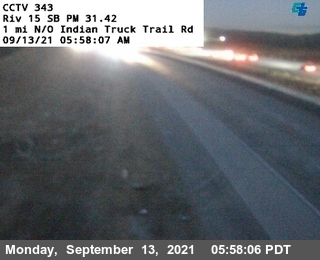 CCTV 343
Riv 15 SB PM 31.42
1 mi N/O Indian Truck Trail Rd
09/13/21 05:58:07 AM
Monday, September 13, 2021 05:58:06 PDT